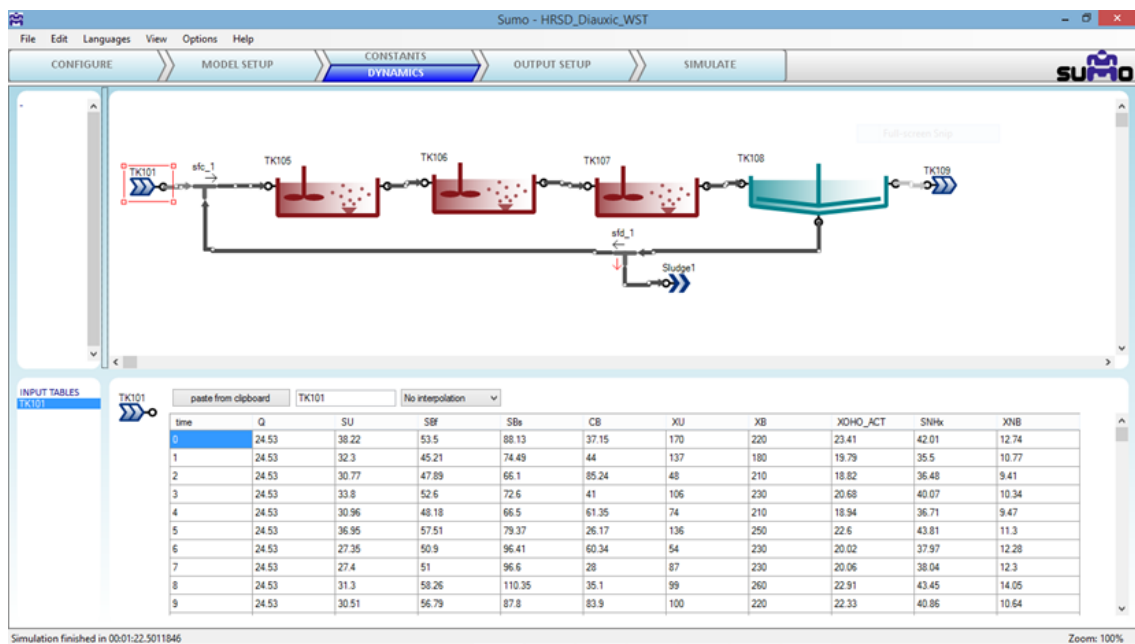 Sumo - HRSD_Diauxic_WST
File Edit Languages View Options Help
CONFIGURE MODEL SETUP CONSTANTS DYNAMICS OUTPUT SETUP SIMULATE
SUMO
Full-screen Snip
TK101 sfc_1 TK105 TK106 TK107 TK108 TK109
sfd_1
Sludge1
INPUT TABLES
TK101
TK101 paste from clipboard TK101 No interpolation
time Q SU SBf SBs CB XU XB XOHO_ACT SNHx XNB
0 24.53 38.22 53.5 88.13 37.15 170 220 23.41 42.01 12.74
1 24.53 32.3 45.21 74.49 44 137 180 19.79 35.5 10.77
2 24.53 30.77 47.89 66.1 85.24 48 210 18.82 36.48 9.41
3 24.53 33.8 52.6 72.6 41 106 230 20.68 40.07 10.34
4 24.53 30.96 48.18 66.5 61.35 74 210 18.94 36.71 9.47
5 24.53 36.95 57.51 79.37 26.17 136 250 22.6 43.81 11.3
6 24.53 27.35 50.9 96.41 60.34 54 230 20.02 37.97 12.28
7 24.53 27.4 51 96.6 28 87 230 20.06 38.04 12.3
8 24.53 31.3 58.26 110.35 35.1 99 260 22.91 43.45 14.05
9 24.53 30.51 56.79 87.8 83.9 100 220 22.33 40.86 10.64
Simulation finished in 00:01:22.5011846 Zoom: 100%